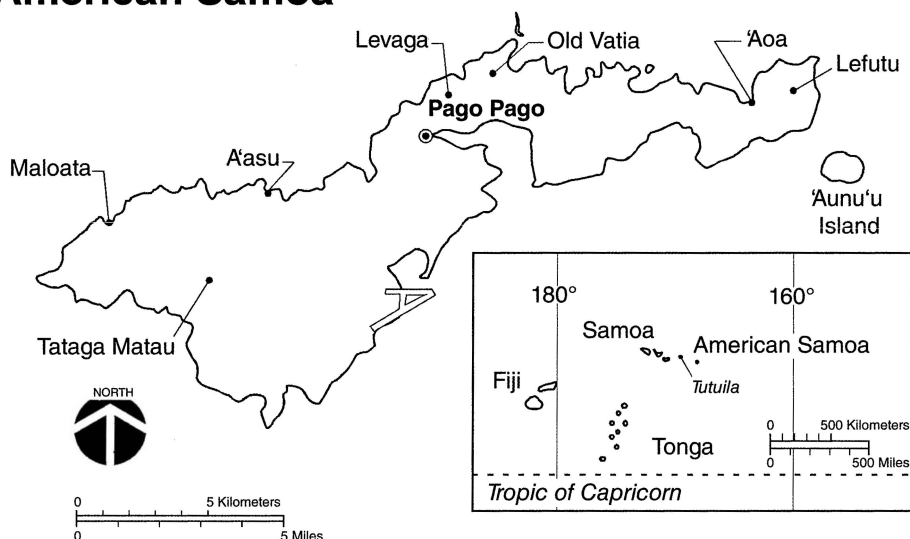 American Samoa
Levaga
Old Vatia
'Aoa
Lefutu
Pago Pago
Maloata
A'asu
'Aunu'u
Island
Tataga Matau
NORTH
0 5 Kilometers
0 5 Miles
180° 160°
Samoa
American Samoa
Tutuila
Fiji
Tonga
0 500 Kilometers
0 500 Miles
Tropic of Capricorn